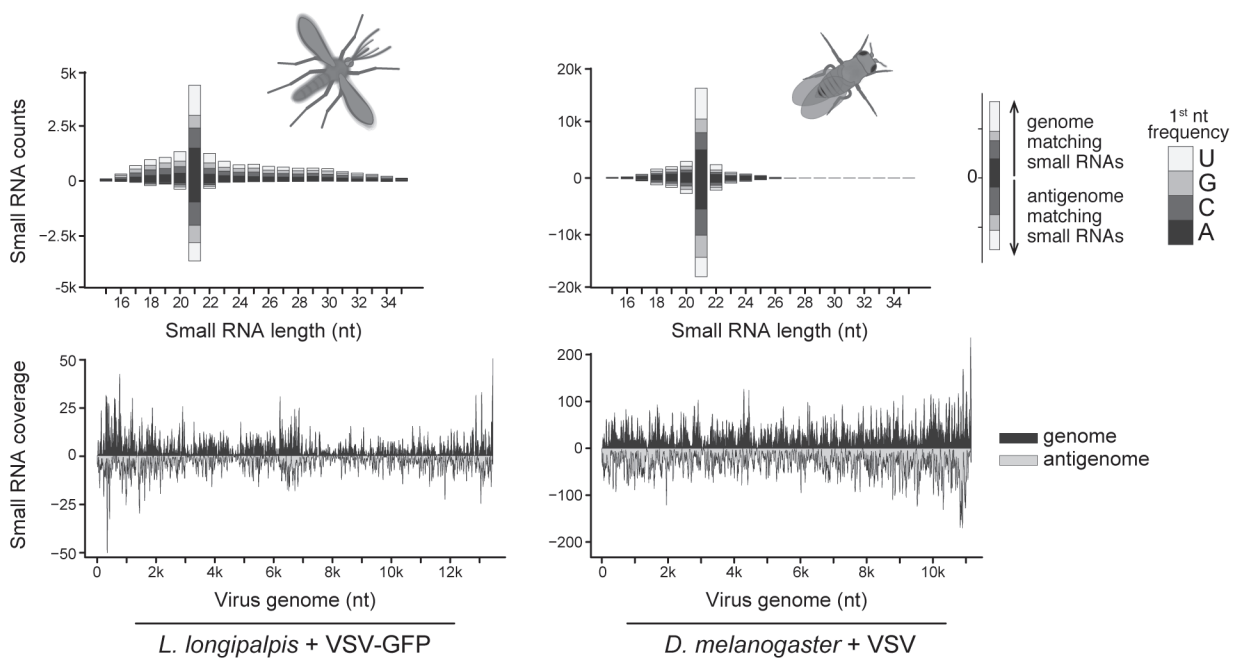 5k
2.5k
0
−2.5k
-5k
Small RNA counts
16 18 20 22 24 26 28 30 32 34
Small RNA length (nt)
20k
10k
0
−10k
−20k
16 18 20 22 24 26 28 30 32 34
Small RNA length (nt)
0
genome
matching
small RNAs
antigenome
matching
small RNAs
1st nt
frequency
U
G
C
A
50
25
0
−25
−50
Small RNA coverage
0 2k 4k 6k 8k 10k 12k
Virus genome (nt)
L. longipalpis + VSV-GFP
200
100
0
−100
−200
0 2k 4k 6k 8k 10k
Virus genome (nt)
D. melanogaster + VSV
genome
antigenome